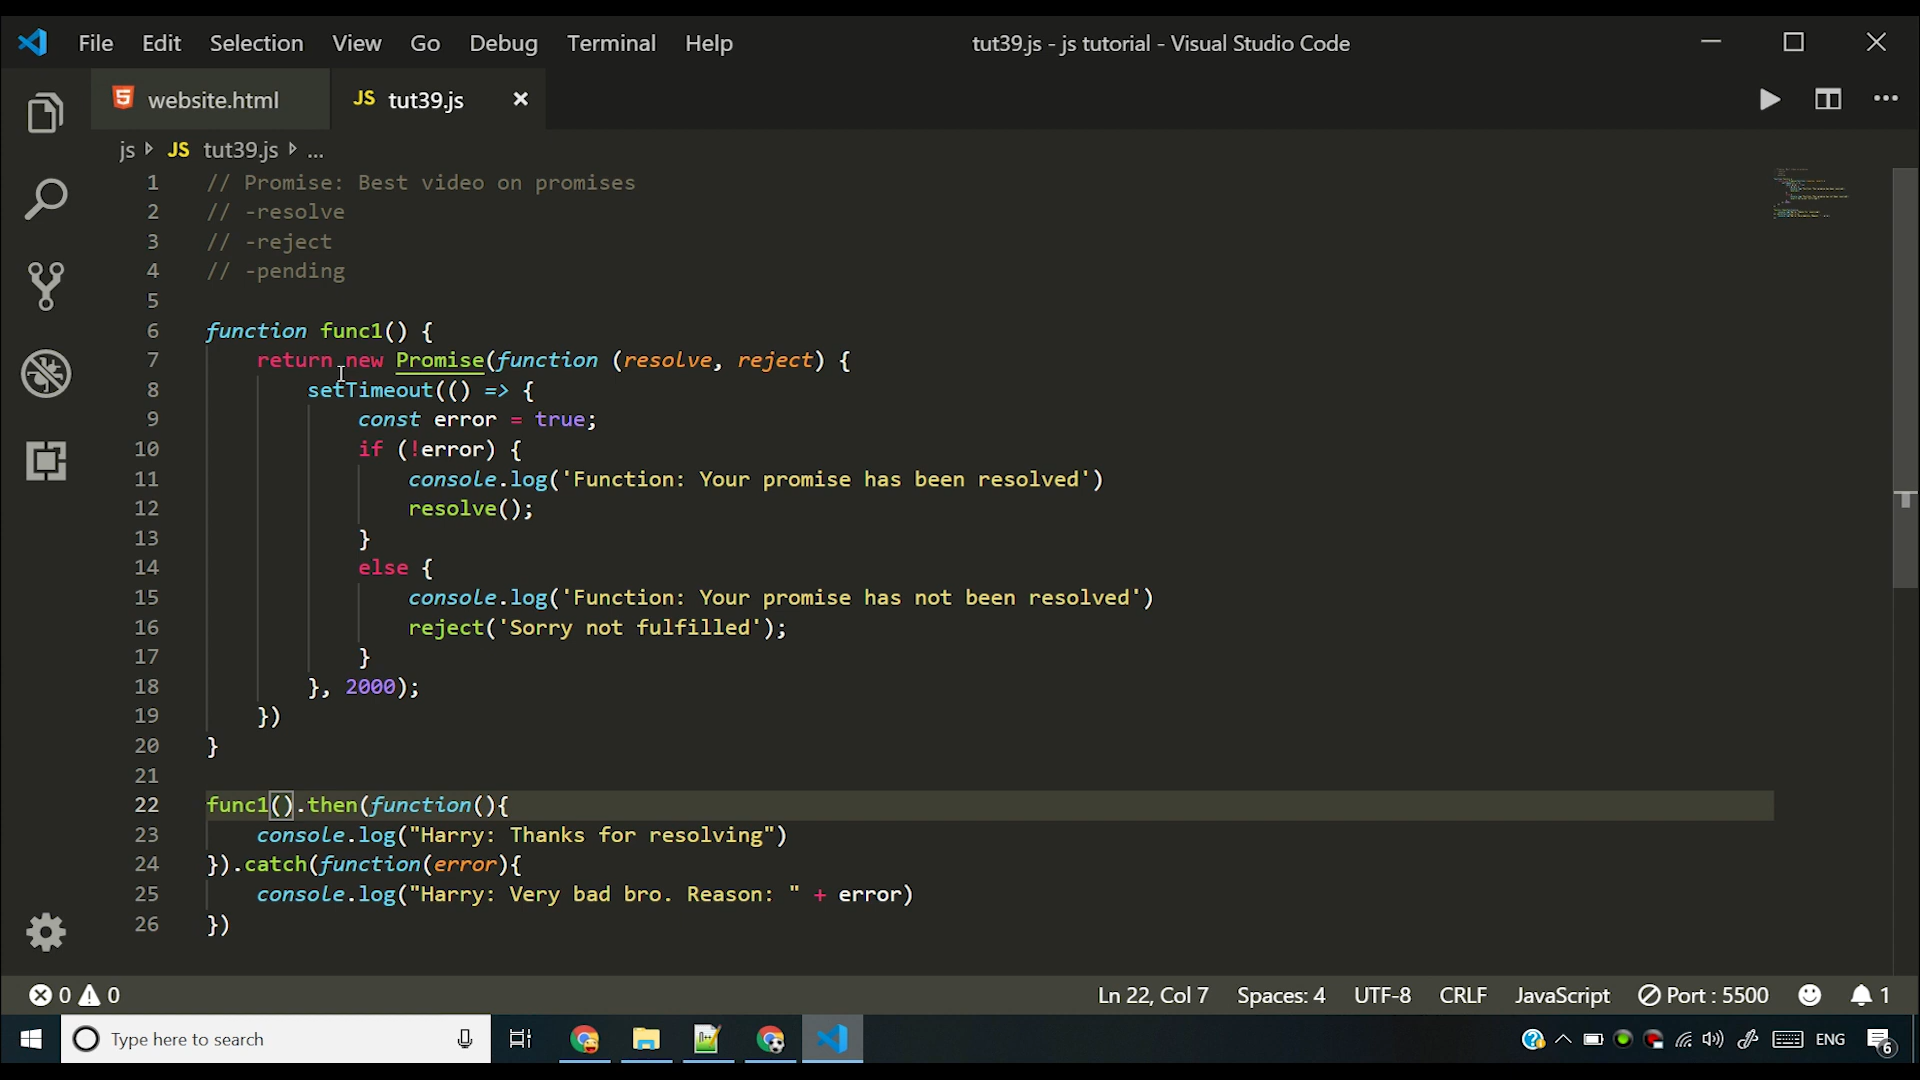 File Edit Selection View Go Debug Terminal Help tut39.js - js tutorial - Visual Studio Code
website.html JS tut39.js
js JS tut39.js ...
1 // Promise: Best video on promises
2 // -resolve
3 // -reject
4 // -pending
5
6 function func1() {
7 return new Promise(function (resolve, reject) {
8 setTimeout(() => {
9 const error = true;
10 if (!error) {
11 console.log('Function: Your promise has been resolved')
12 resolve();
13 }
14 else {
15 console.log('Function: Your promise has not been resolved')
16 reject('Sorry not fulfilled');
17 }
18 }, 2000);
19 })
20 }
21
22 func1().then(function(){
23 console.log("Harry: Thanks for resolving")
24 }).catch(function(error){
25 console.log("Harry: Very bad bro. Reason: " + error)
26 })
0 0 Ln 22, Col 7 Spaces: 4 UTF-8 CRLF JavaScript Port : 5500 1
Type here to search ENG 6